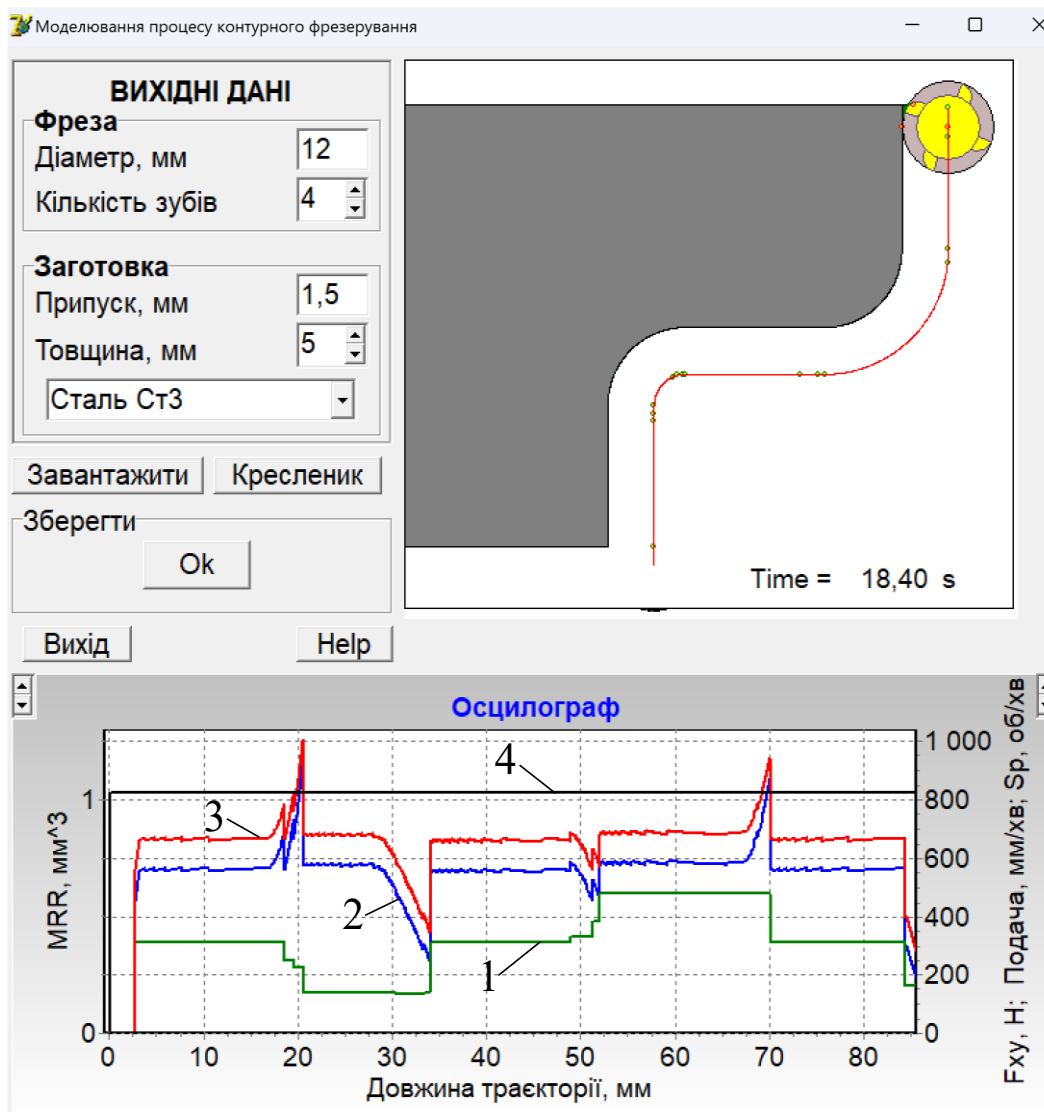 Моделювання процесу контурного фрезерування
ВИХІДНІ ДАНІ
Фреза
Діаметр, мм 12
Кількість зубів 4
Заготовка
Припуск, мм 1,5
Товщина, мм 5
Сталь Ст3
Завантажити Кресленик
Зберегти
Ok
Вихід Help
Time = 18,40 s
Осцилограф
MRR, мм^3
1
0
1 000
800
600
400
200
0
Fxy, Н; Подача, мм/хв; Sp, об/хв
4
3
2
1
0 10 20 30 40 50 60 70 80
Довжина траєкторії, мм